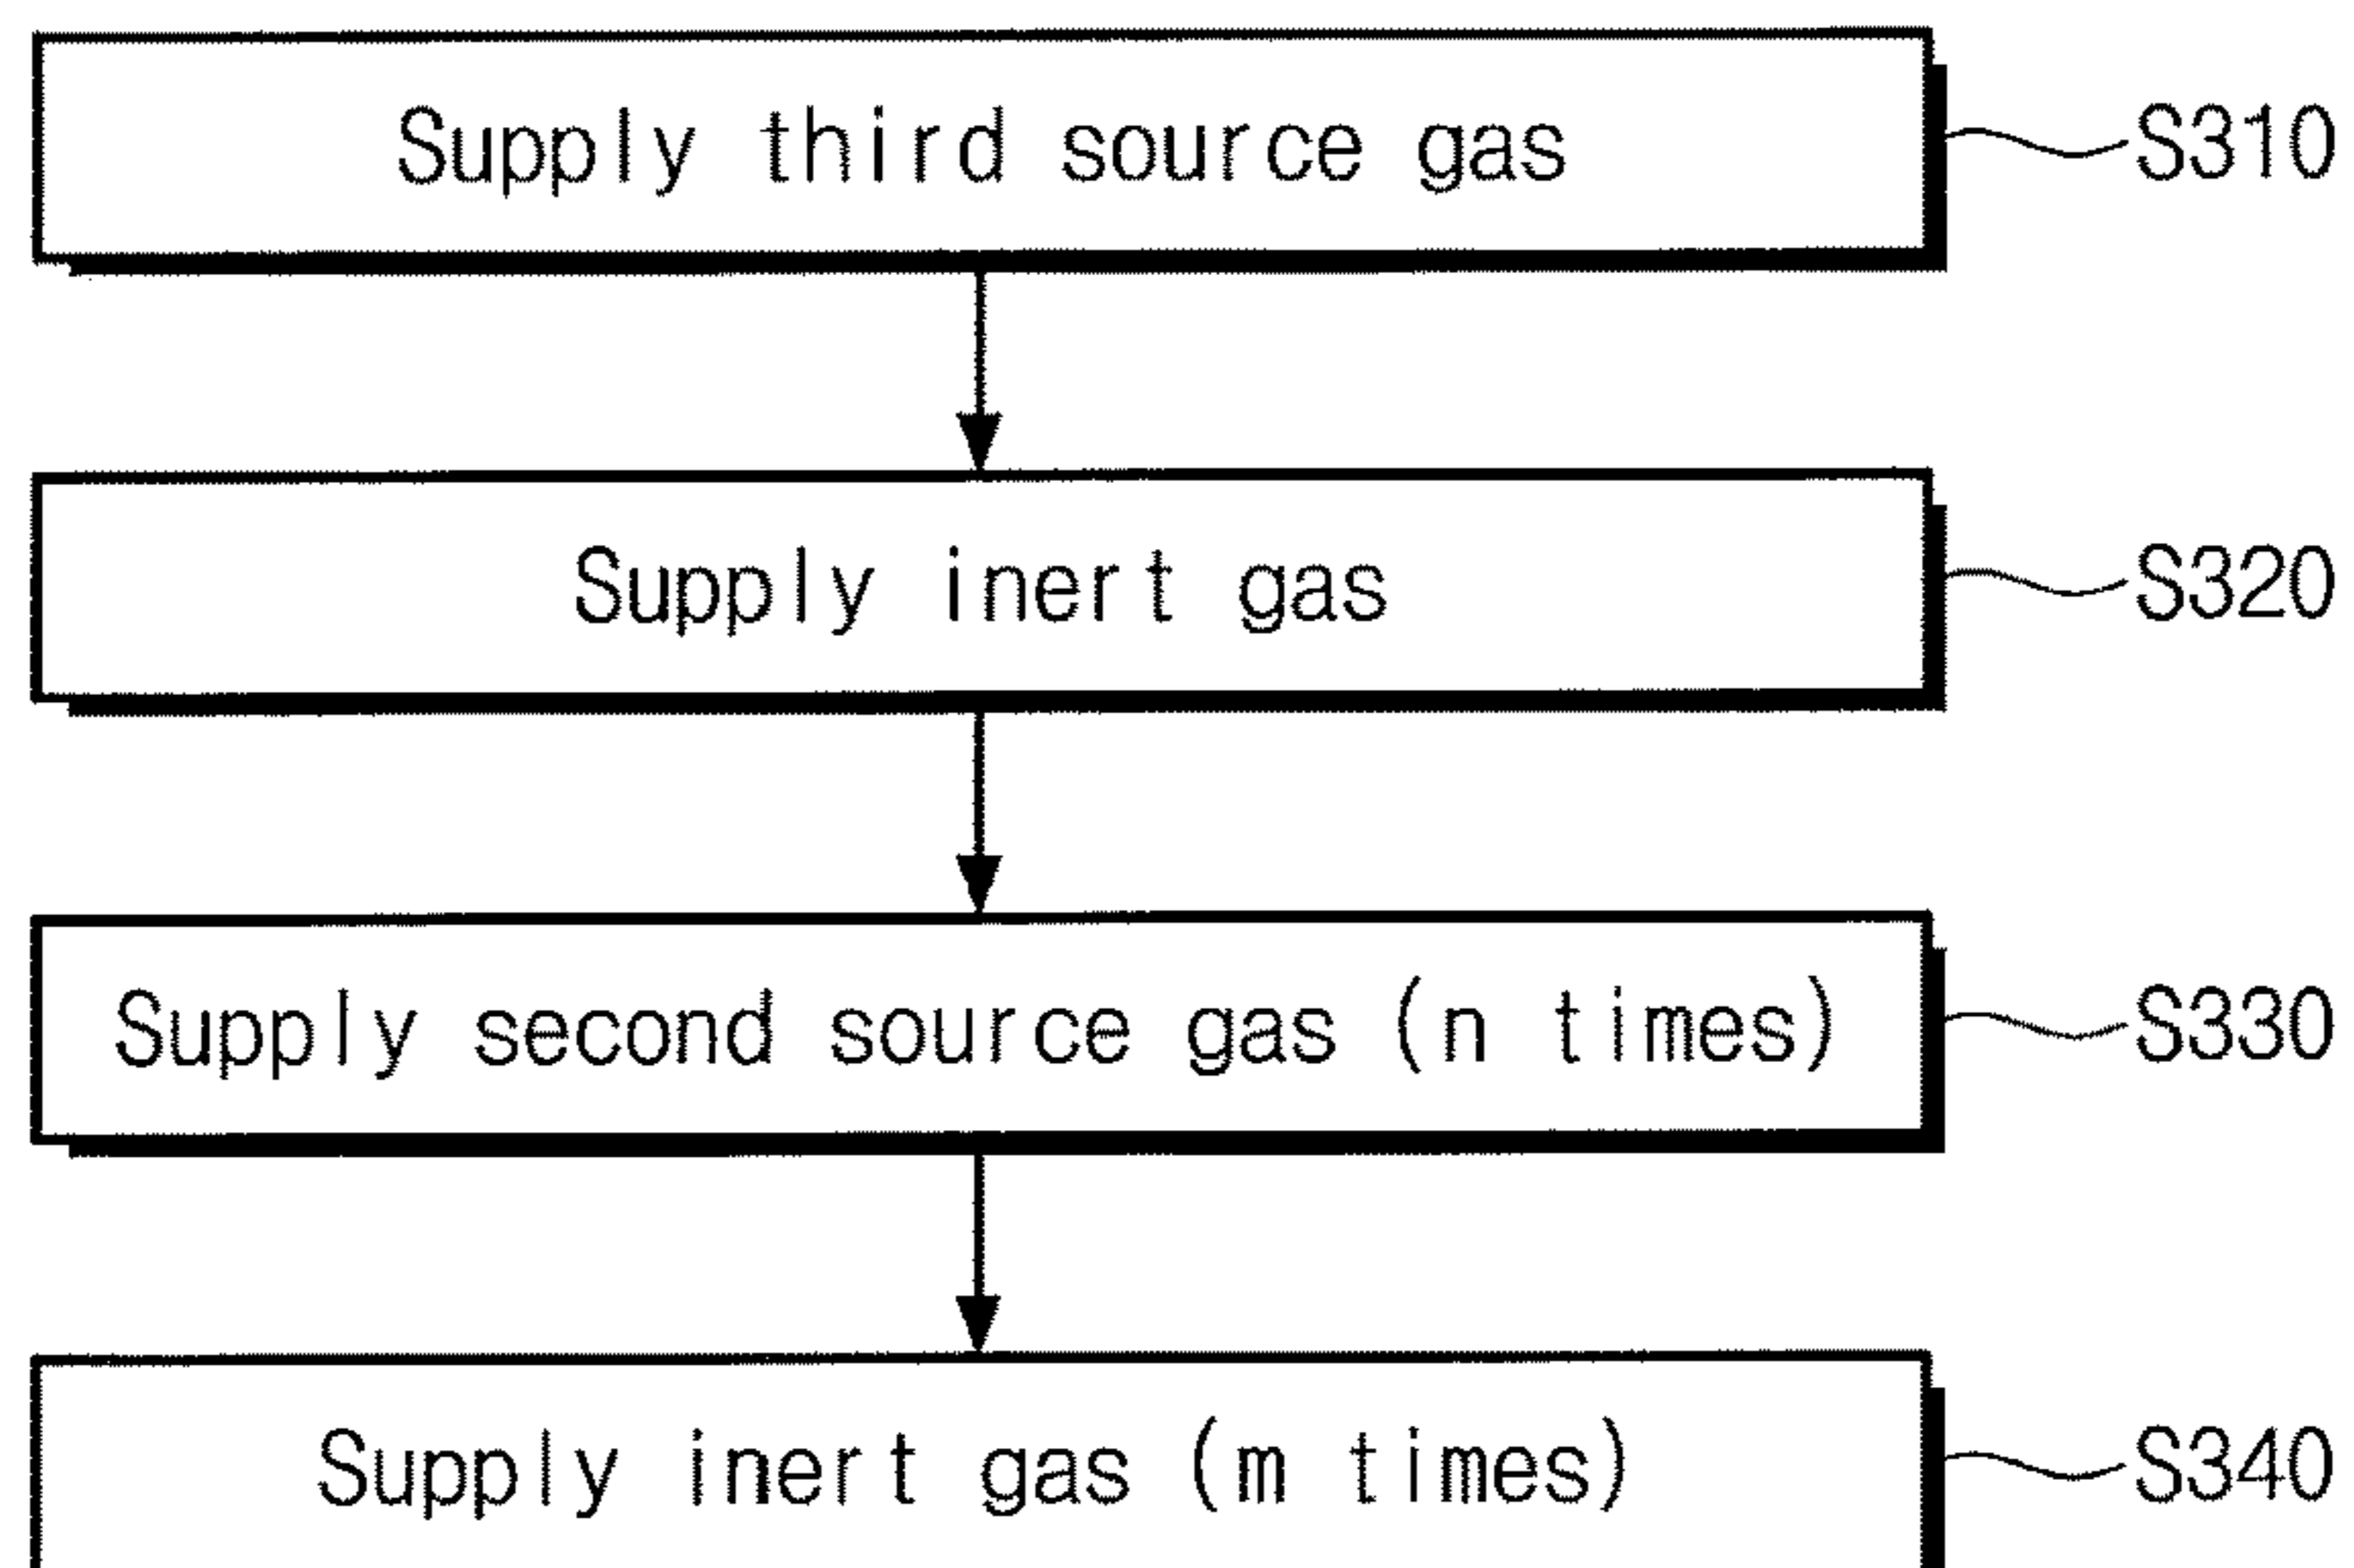 Supply third source gas S310
Supply inert gas S320
Supply second source gas (n times) S330
Supply inert gas (m times) S340